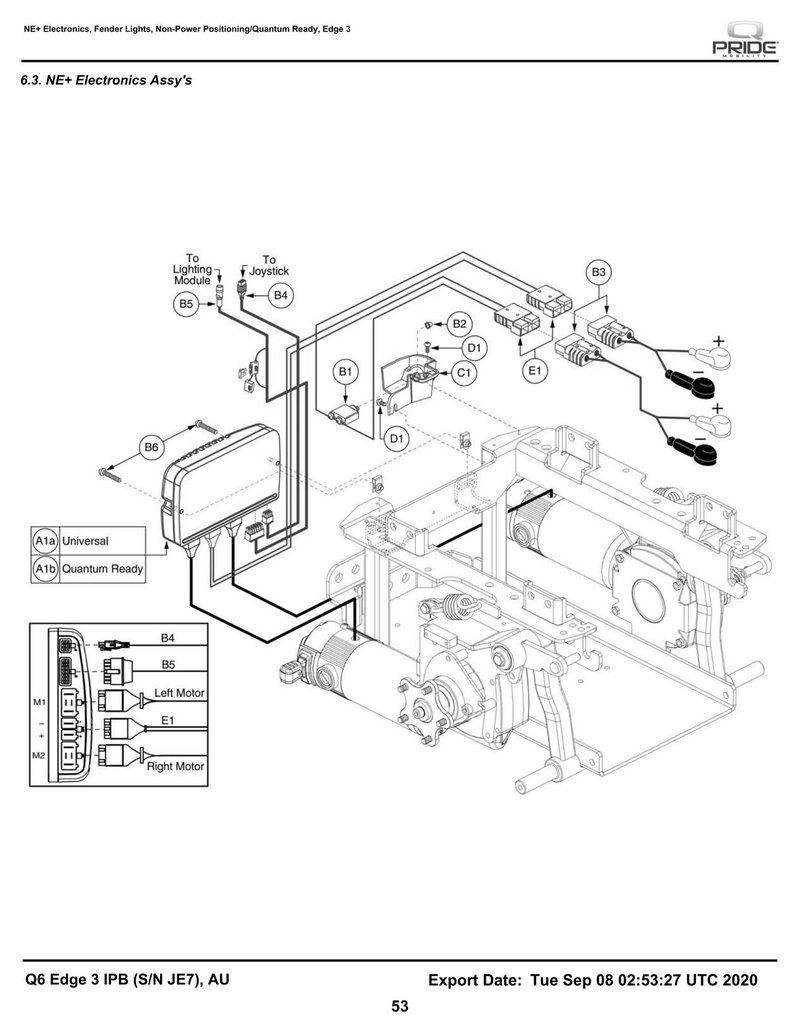 NE+ Electronics, Fender Lights, Non-Power Positioning/Quantum Ready, Edge 3
Q
PRIDE
MOBILITY
6.3. NE+ Electronics Assy's
To
Lighting
Module
To
Joystick
B5
B4
B3
B2
D1
B1
C1
E1
+
–
D1
+
–
B6
A1a Universal
A1b Quantum Ready
B4
B5
Left Motor
M1
E1
–
+
M2
Right Motor
Q6 Edge 3 IPB (S/N JE7), AU
Export Date: Tue Sep 08 02:53:27 UTC 2020
53